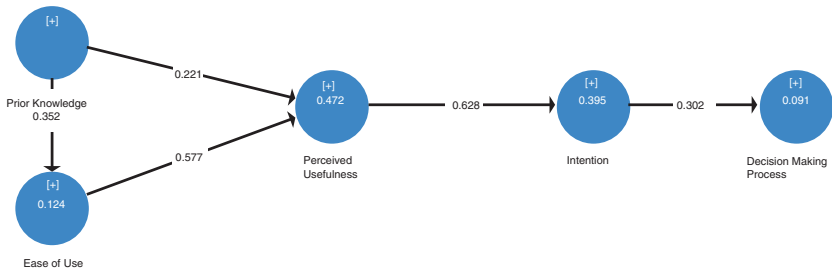 [+]
0.221
Prior Knowledge
0.352
[+]
0.472
0.628
[+]
0.395
0.302
[+]
0.091
0.577
Perceived
Usefulness
Intention
Decision Making
Process
[+]
0.124
Ease of Use